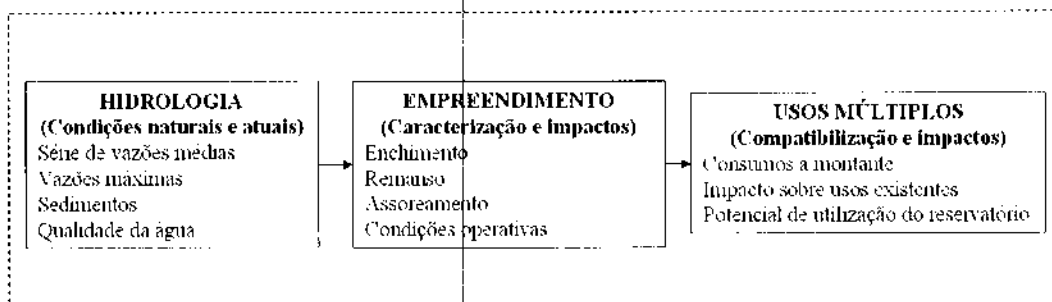 HIDROLOGIA
(Condições naturais e atuais)
Série de vazões médias
Vazões máximas
Sedimentos
Qualidade da água
EMPREENDIMENTO
(Caracterização e impactos)
Enchimento
Remanso
Assoreamento
Condições operativas
USOS MÚLTIPLOS
(Compatibilização e impactos)
Consumos a montante
Impacto sobre usos existentes
Potencial de utilização do reservatório